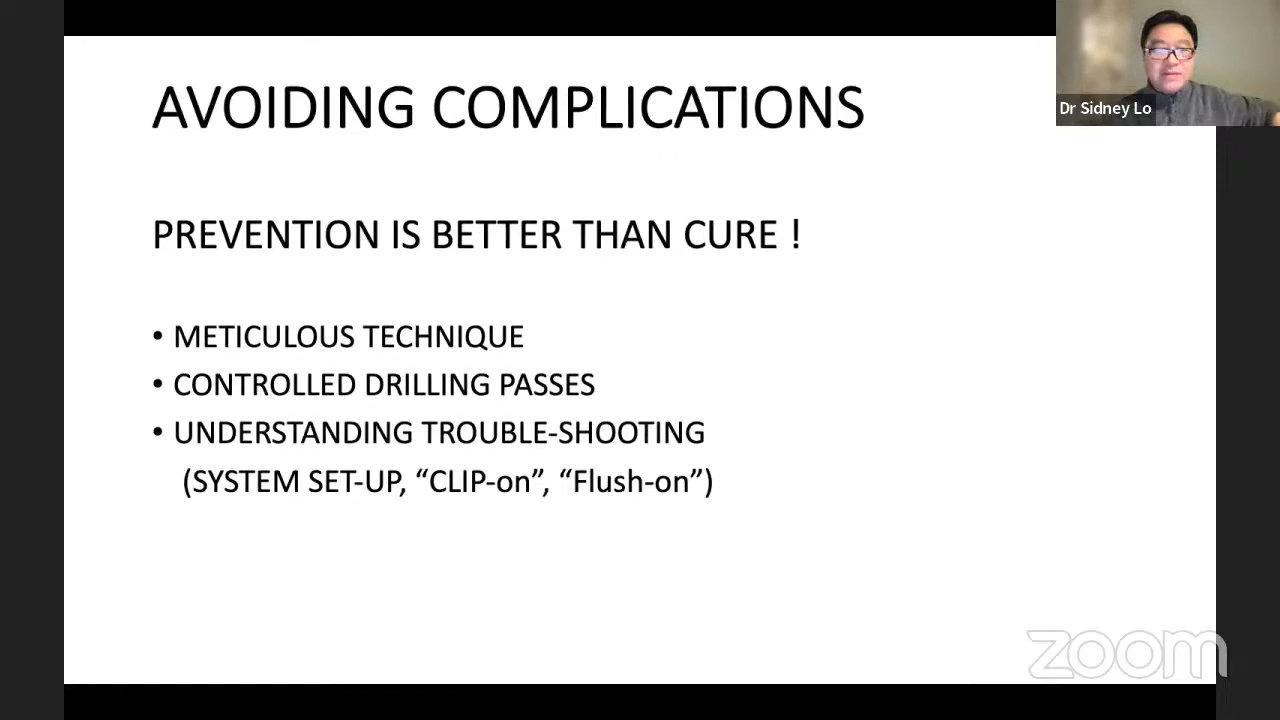 AVOIDING COMPLICATIONS
Dr Sidney Lo
PREVENTION IS BETTER THAN CURE !
• METICULOUS TECHNIQUE
• CONTROLLED DRILLING PASSES
• UNDERSTANDING TROUBLE-SHOOTING
(SYSTEM SET-UP, “CLIP-on”, “Flush-on”)
zoom